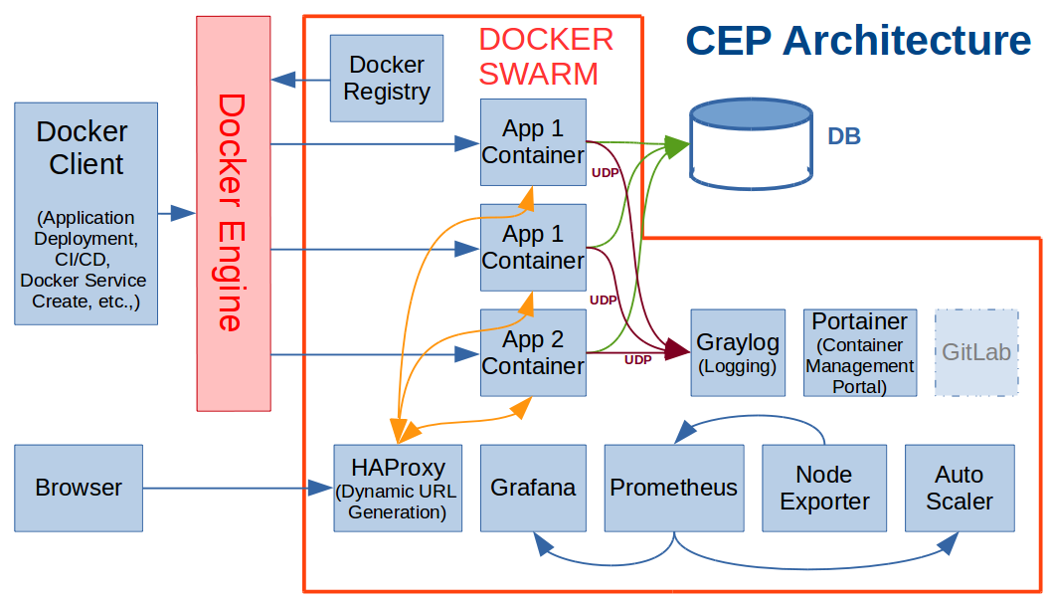 CEP Architecture
DOCKER
SWARM
Docker
Registry
Docker
Client
(Application
Deployment,
CI/CD,
Docker Service
Create, etc.,)
Docker Engine
App 1
Container
UDP
DB
App 1
Container
UDP
App 2
Container
UDP
Graylog
(Logging)
Portainer
(Container
Management
Portal)
GitLab
Browser
HAProxy
(Dynamic URL
Generation)
Grafana
Prometheus
Node
Exporter
Auto
Scaler